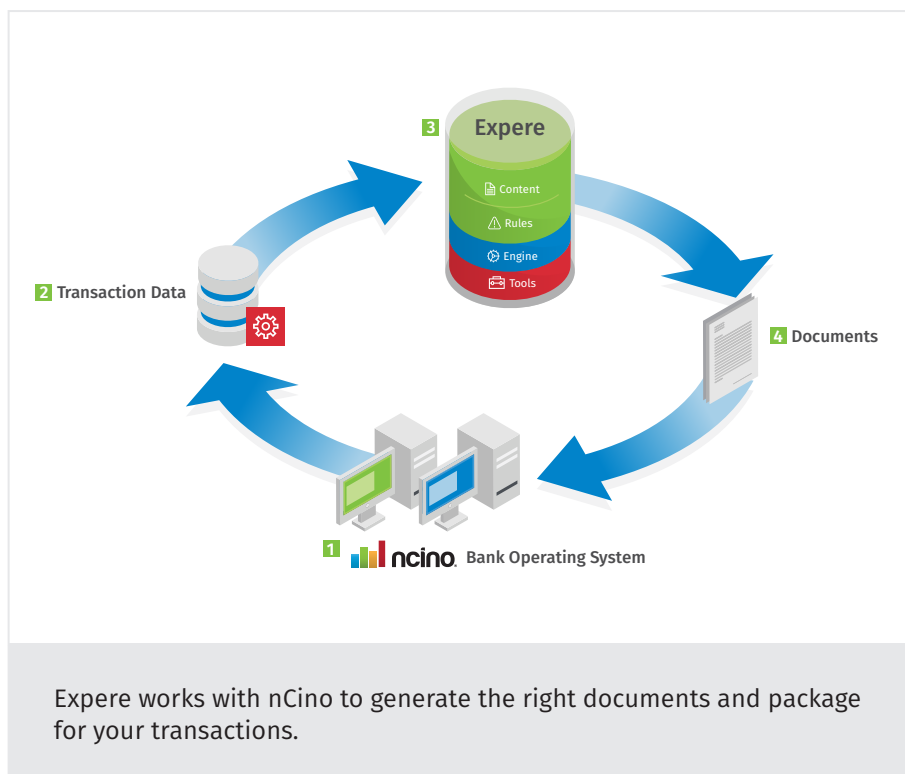 3 Expere
Content
Rules
Engine
Tools
2 Transaction Data
4 Documents
1 ncino. Bank Operating System
Expere works with nCino to generate the right documents and package
for your transactions.